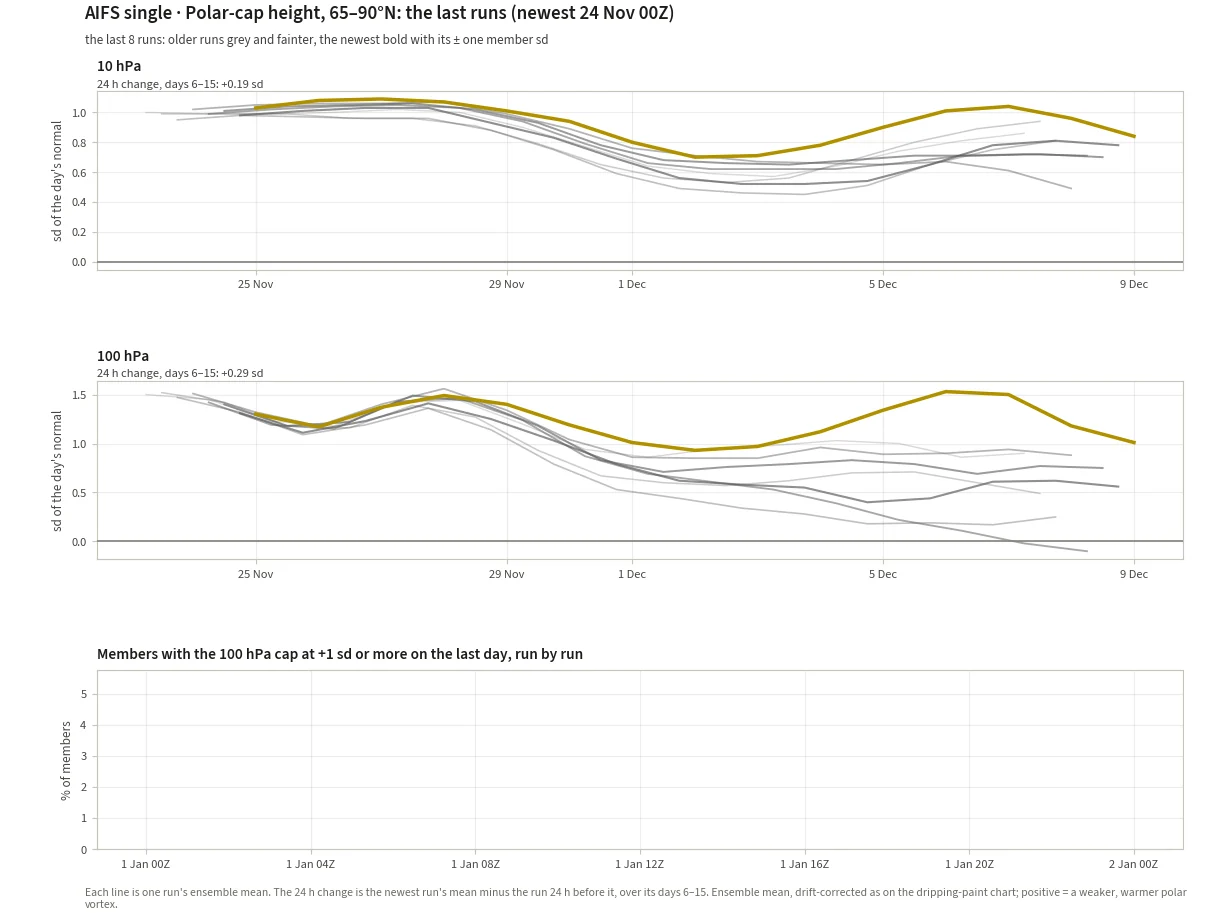 AIFS single · Polar-cap height, 65–90°N: the last runs (newest 24 Nov 00Z)
the last 8 runs: older runs grey and fainter, the newest bold with its ± one member sd
10 hPa
24 h change, days 6–15: +0.19 sd
sd of the day's normal
1.0
0.8
0.6
0.4
0.2
0.0
25 Nov
29 Nov
1 Dec
5 Dec
9 Dec
100 hPa
24 h change, days 6–15: +0.29 sd
sd of the day's normal
1.5
1.0
0.5
0.0
25 Nov
29 Nov
1 Dec
5 Dec
9 Dec
Members with the 100 hPa cap at +1 sd or more on the last day, run by run
% of members
5
4
3
2
1
0
1 Jan 00Z
1 Jan 04Z
1 Jan 08Z
1 Jan 12Z
1 Jan 16Z
1 Jan 20Z
2 Jan 00Z
Each line is one run's ensemble mean. The 24 h change is the newest run's mean minus the run 24 h before it, over its days 6–15. Ensemble mean, drift-corrected as on the dripping-paint chart; positive = a weaker, warmer polar
vortex.